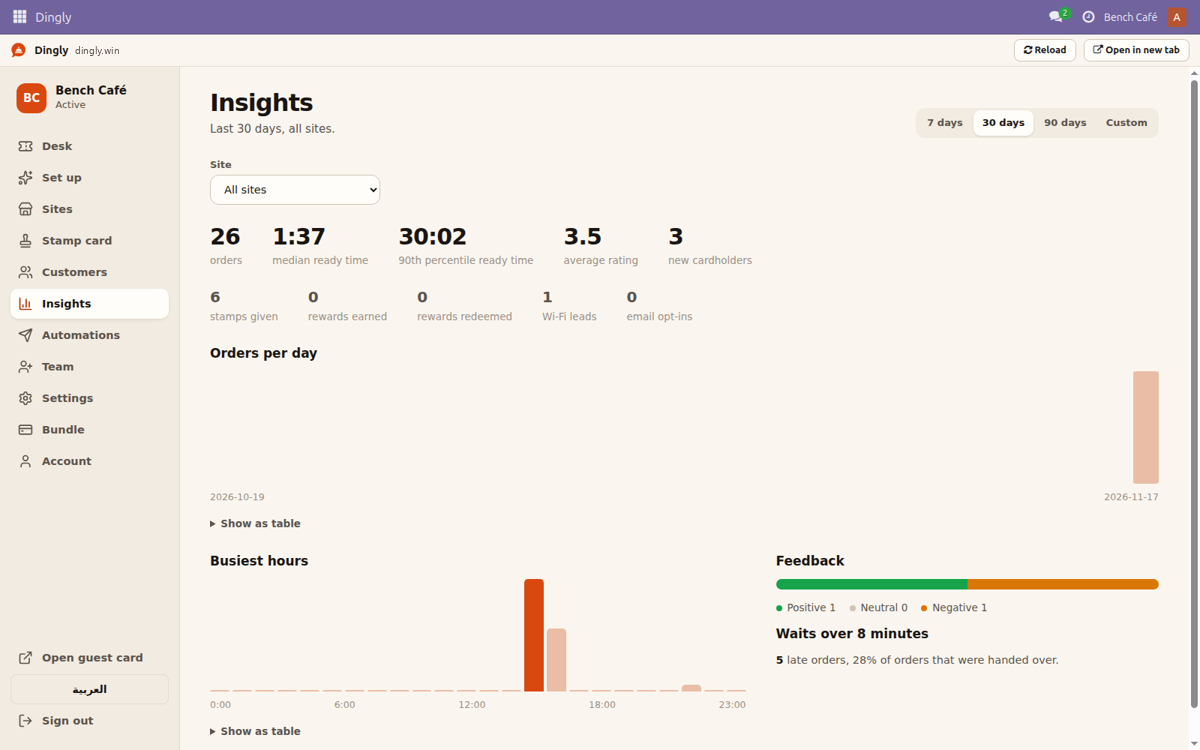 Dingly
2
Bench Café
A
Dingly dingly.win
Reload
Open in new tab
BC
Bench Café
Active
Desk
Set up
Sites
Stamp card
Customers
Insights
Automations
Team
Settings
Bundle
Account
Open guest card
العربية
Sign out
Insights
Last 30 days, all sites.
7 days 30 days 90 days Custom
Site
All sites
26 1:37 30:02 3.5 3
orders median ready time 90th percentile ready time average rating new cardholders
6 0 0 1 0
stamps given rewards earned rewards redeemed Wi-Fi leads email opt-ins
Orders per day
2026-10-19 2026-11-17
Show as table
Busiest hours
0:00 6:00 12:00 18:00 23:00
Show as table
Feedback
Positive 1 Neutral 0 Negative 1
Waits over 8 minutes
5 late orders, 28% of orders that were handed over.